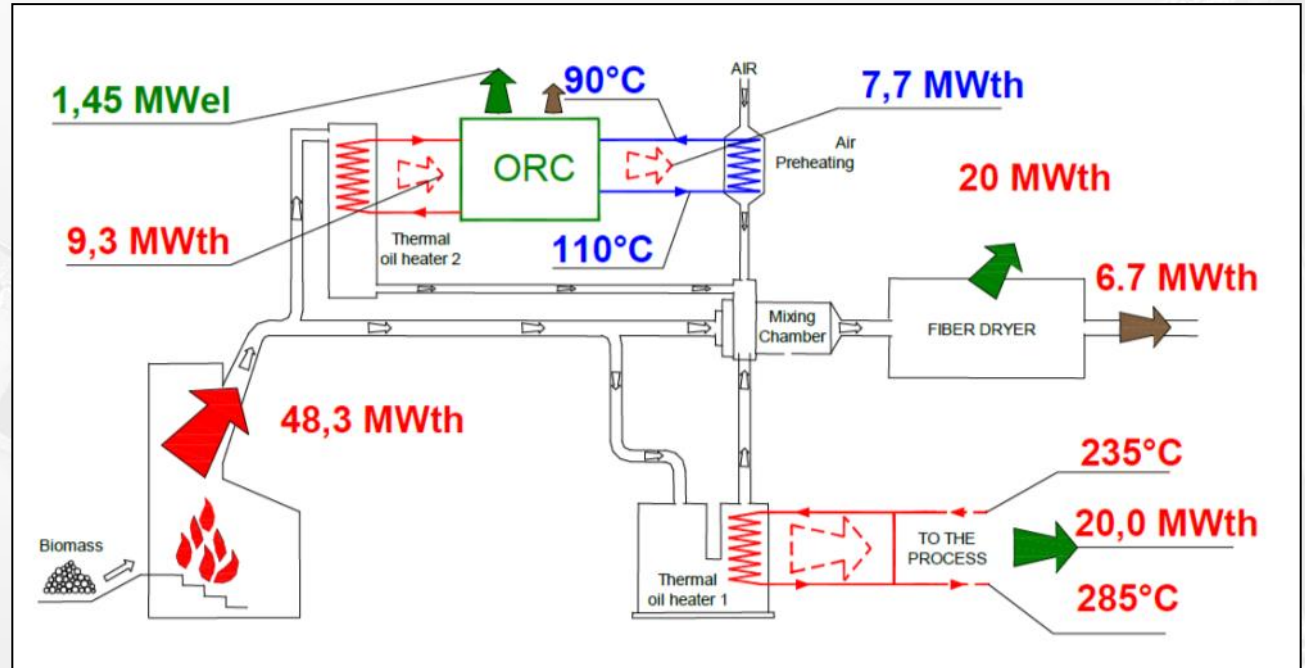 1,45 MWel
90°C
AIR
7,7 MWth
Air
Preheating
ORC
20 MWth
9,3 MWth
Thermal
oil heater 2
110°C
6.7 MWth
Mixing
Chamber
FIBER DRYER
48,3 MWth
235°C
20,0 MWth
TO THE
PROCESS
Biomass
Thermal
oil heater 1
285°C